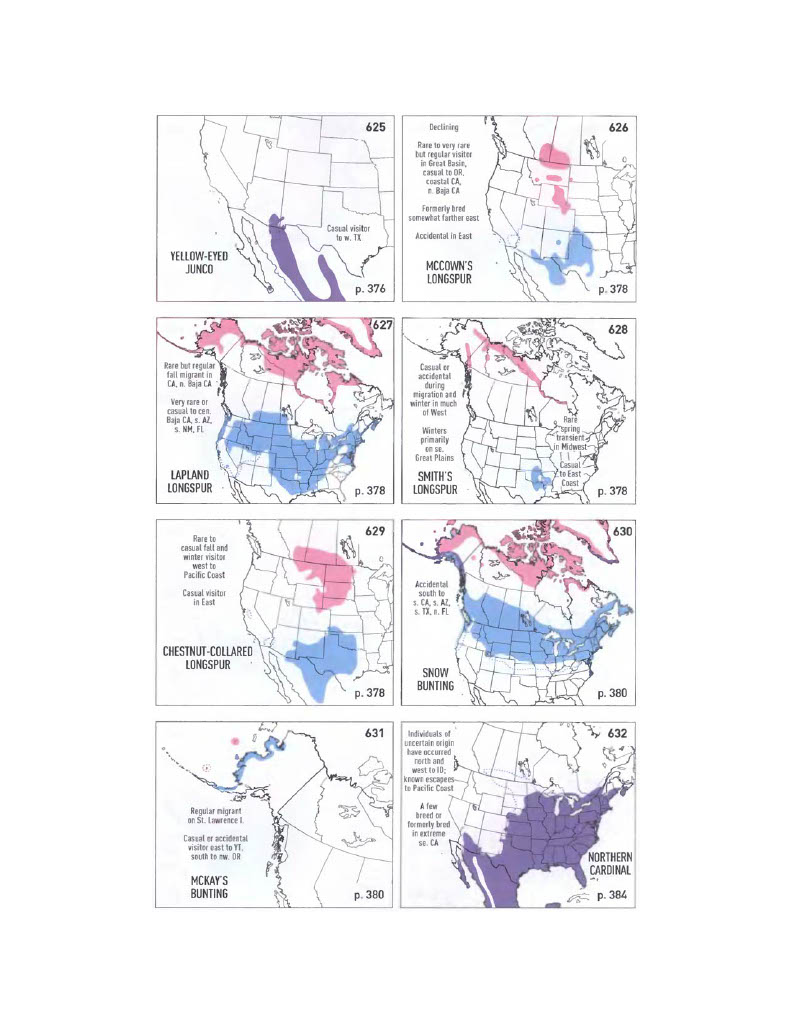 625
Casual visitor
to w. TX
YELLOW-EYED
JUNCO
p. 376
626
Declining
Rare to very rare
but regular visitor
in Great Basin,
casual to OR,
coastal CA,
n. Baja CA
Formerly bred
somewhat farther east
Accidental in East
MCCOWN'S
LONGSPUR
p. 378
627
Rare but regular
fall migrant in
CA, n. Baja CA
Very rare or
casual to cen.
Baja CA, s. AZ,
s. NM, FL
LAPLAND
LONGSPUR
p. 378
628
Casual or
accidental
during
migration and
winter in much
of West
Winters
primarily
on se.
Great Plains
Rare
spring
transient
in Midwest
Casual
to East
Coast
SMITH'S
LONGSPUR
p. 378
629
Rare to
casual fall and
winter visitor
west to
Pacific Coast
Casual visitor
in East
CHESTNUT-COLLARED
LONGSPUR
p. 378
630
Accidental
south to
s. CA, s. AZ,
s. TX, n. FL
SNOW
BUNTING
p. 380
631
Regular migrant
on St. Lawrence I.
Casual or accidental
visitor east to YT,
south to nw. OR
MCKAY'S
BUNTING
p. 380
632
Individuals of
uncertain origin
have occurred
north and
west to ID;
known escapees
to Pacific Coast
A few
breed or
formerly bred
in extreme
se. CA
NORTHERN
CARDINAL
p. 384